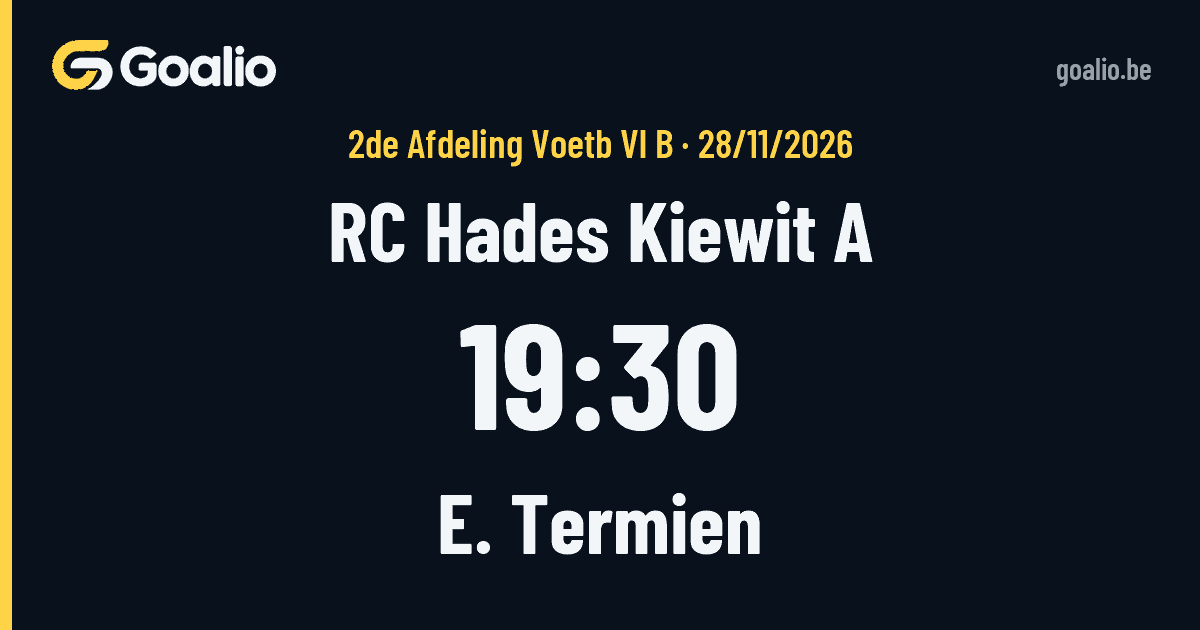 Goalio
goalio.be
2de Afdeling Voetb Vl B · 28/11/2026
RC Hades Kiewit A
19:30
E. Termien